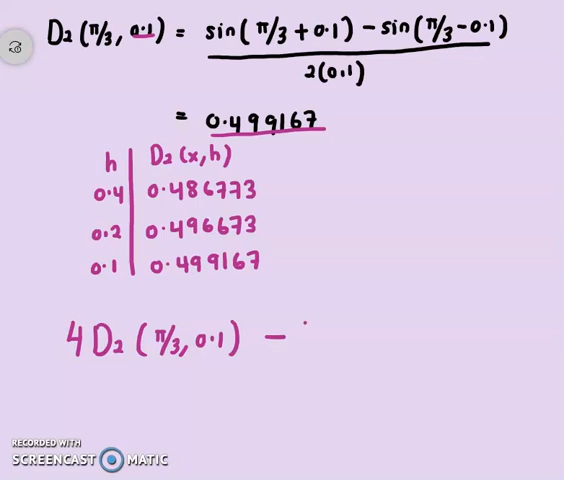 D₂(π/3, 0.1) = sin(π/3 + 0.1) - sin(π/3 - 0.1)
2(0.1)
= 0.499167
h | D₂(x,h)
0.4 | 0.486773
0.2 | 0.496673
0.1 | 0.499167
4 D₂ (π/3, 0.1) -
RECORDED WITH
SCREENCAST MATIC